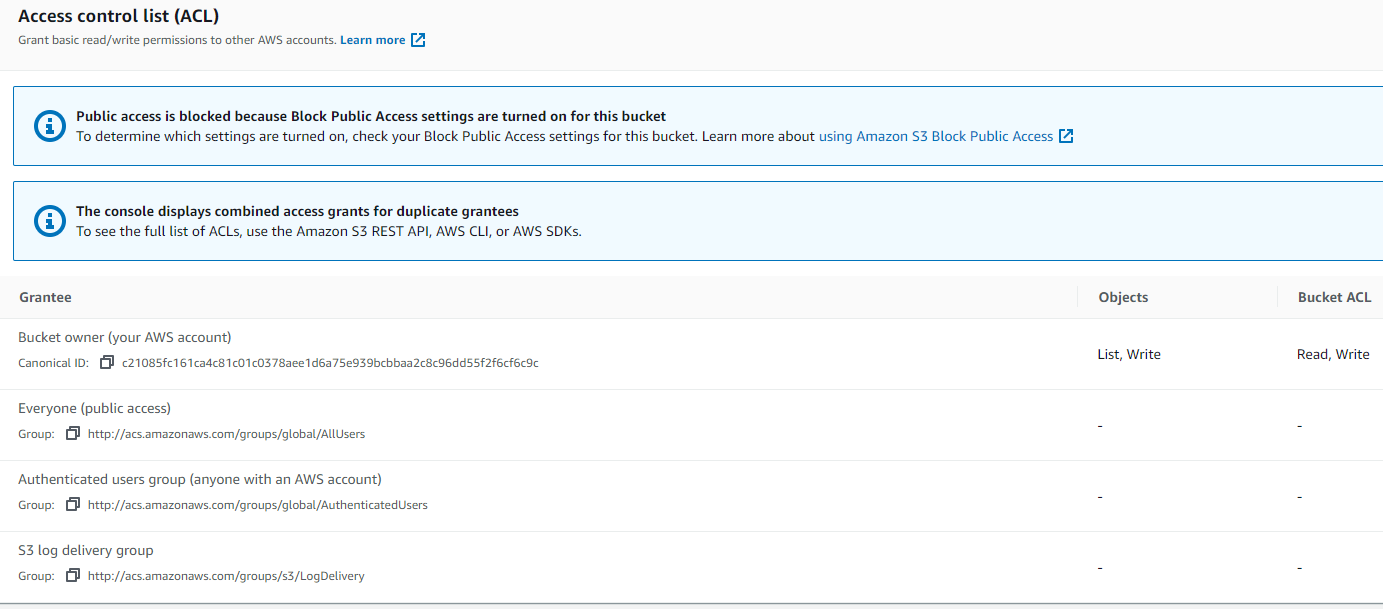 Access control list (ACL)
Grant basic read/write permissions to other AWS accounts. Learn more
Public access is blocked because Block Public Access settings are turned on for this bucket
To determine which settings are turned on, check your Block Public Access settings for this bucket. Learn more about using Amazon S3 Block Public Access
The console displays combined access grants for duplicate grantees
To see the full list of ACLs, use the Amazon S3 REST API, AWS CLI, or AWS SDKs.
Grantee Objects Bucket ACL
Bucket owner (your AWS account)
Canonical ID: c21085fc161ca4c81c01c0378aee1d6a75e939bcbbaa2c8c96dd55f2f6cf6c9c
List, Write Read, Write
Everyone (public access)
Group: http://acs.amazonaws.com/groups/global/AllUsers
- -
Authenticated users group (anyone with an AWS account)
Group: http://acs.amazonaws.com/groups/global/AuthenticatedUsers
- -
S3 log delivery group
Group: http://acs.amazonaws.com/groups/s3/LogDelivery
- -